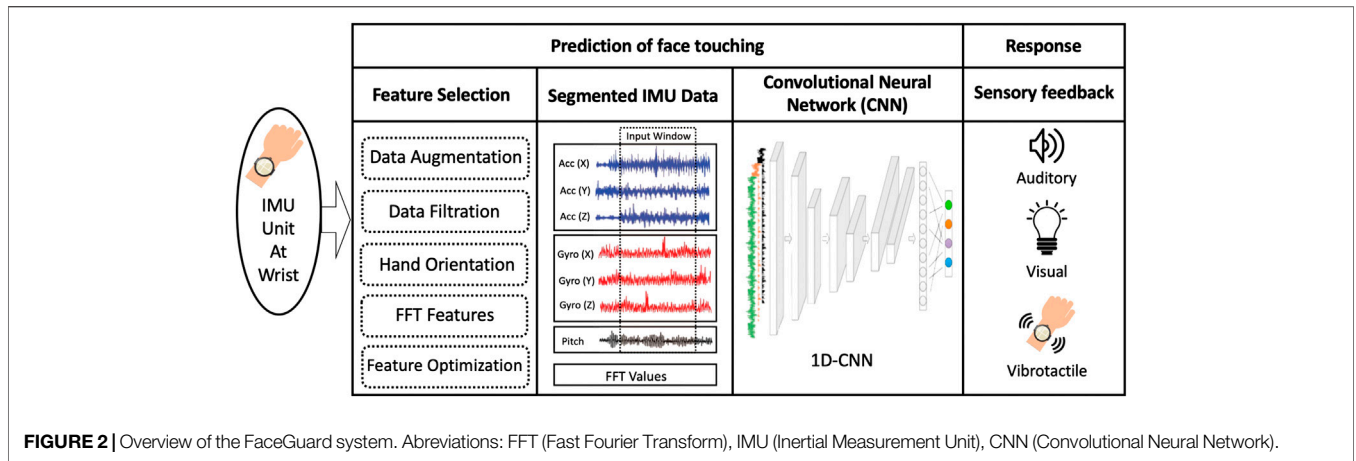 Prediction of face touching
Response
Feature Selection
Segmented IMU Data
Convolutional Neural
Network (CNN)
Sensory feedback
IMU
Unit
At
Wrist
Data Augmentation
Data Filtration
Hand Orientation
FFT Features
Feature Optimization
Input Window
Acc (X)
Acc (Y)
Acc (Z)
Gyro (X)
Gyro (Y)
Gyro (Z)
Pitch
FFT Values
1D-CNN
Auditory
Visual
Vibrotactile
FIGURE 2 | Overview of the FaceGuard system. Abreviations: FFT (Fast Fourier Transform), IMU (Inertial Measurement Unit), CNN (Convolutional Neural Network).